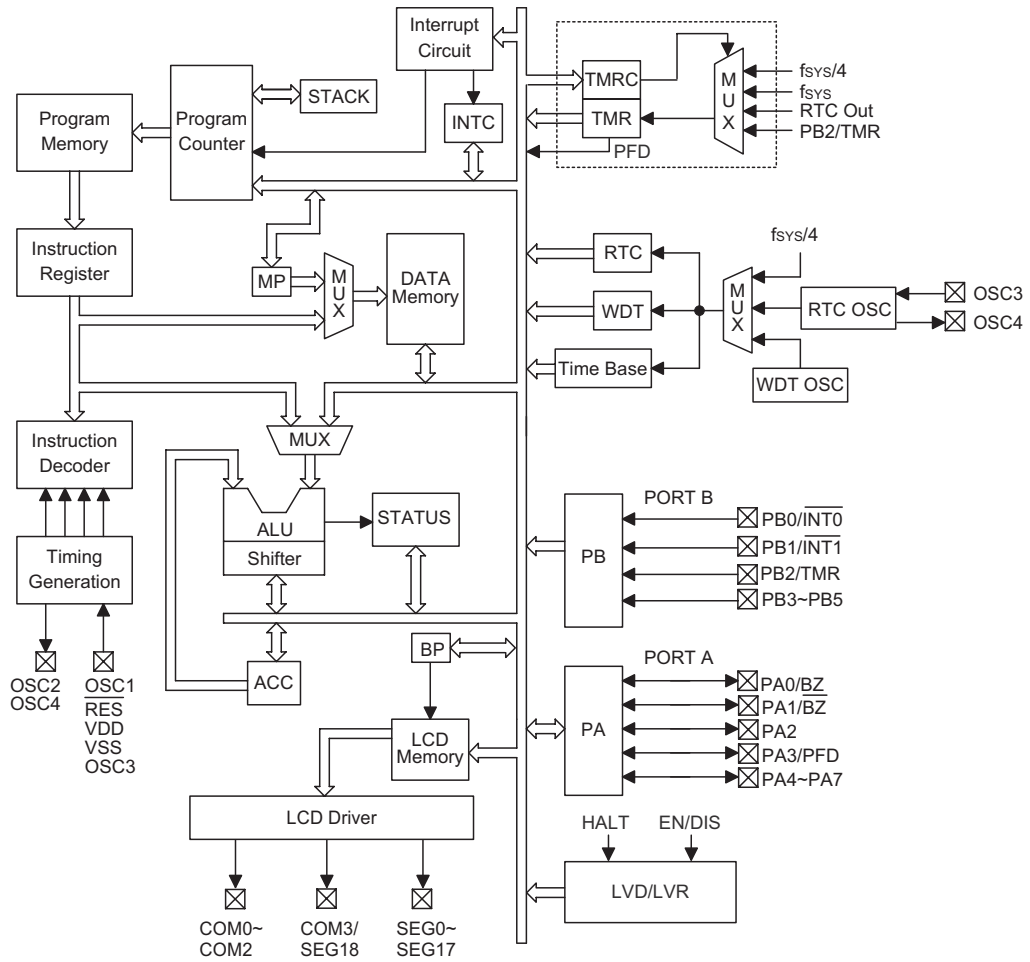 Interrupt
Circuit
TMRC
TMR
PFD
M
U
X
fSYS/4
fSYS
RTC Out
PB2/TMR
Program
Memory
Program
Counter
STACK
INTC
Instruction
Register
MP
M
U
X
DATA
Memory
RTC
WDT
Time Base
M
U
X
fSYS/4
RTC OSC
OSC3
OSC4
WDT OSC
Instruction
Decoder
MUX
ALU
Shifter
STATUS
Timing
Generation
OSC2
OSC4
OSC1
R̅E̅S̅
VDD
VSS
OSC3
ACC
BP
LCD
Memory
LCD Driver
COM0~
COM2
COM3/
SEG18
SEG0~
SEG17
PORT B
PB
PB0/I̅N̅T̅0̅
PB1/I̅N̅T̅1̅
PB2/TMR
PB3~PB5
PORT A
PA
PA0/BZ
PA1/B̅Z̅
PA2
PA3/PFD
PA4~PA7
HALT
EN/DIS
LVD/LVR